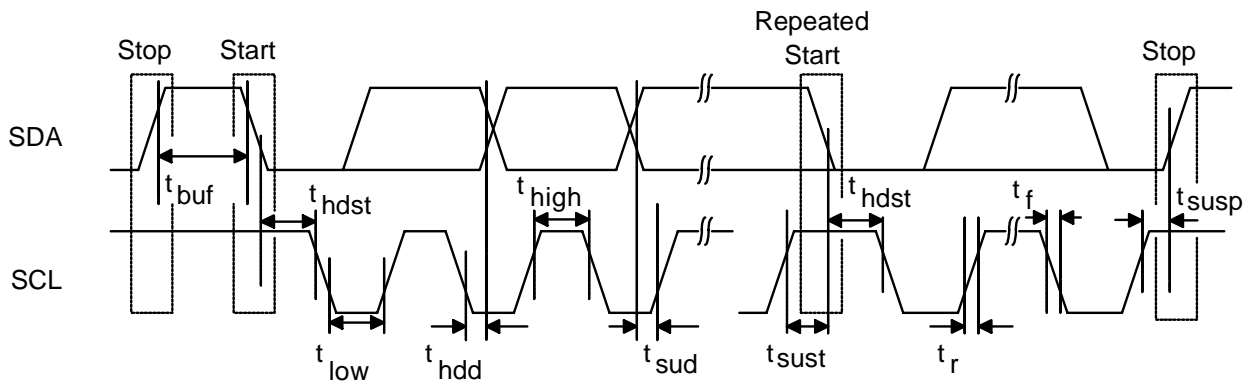 Repeated
Stop
Start
Start
Stop
SDA
t buf
t hdst
t high
t hdst
t f
t susp
SCL
t low
t hdd
t sud
t sust
t r